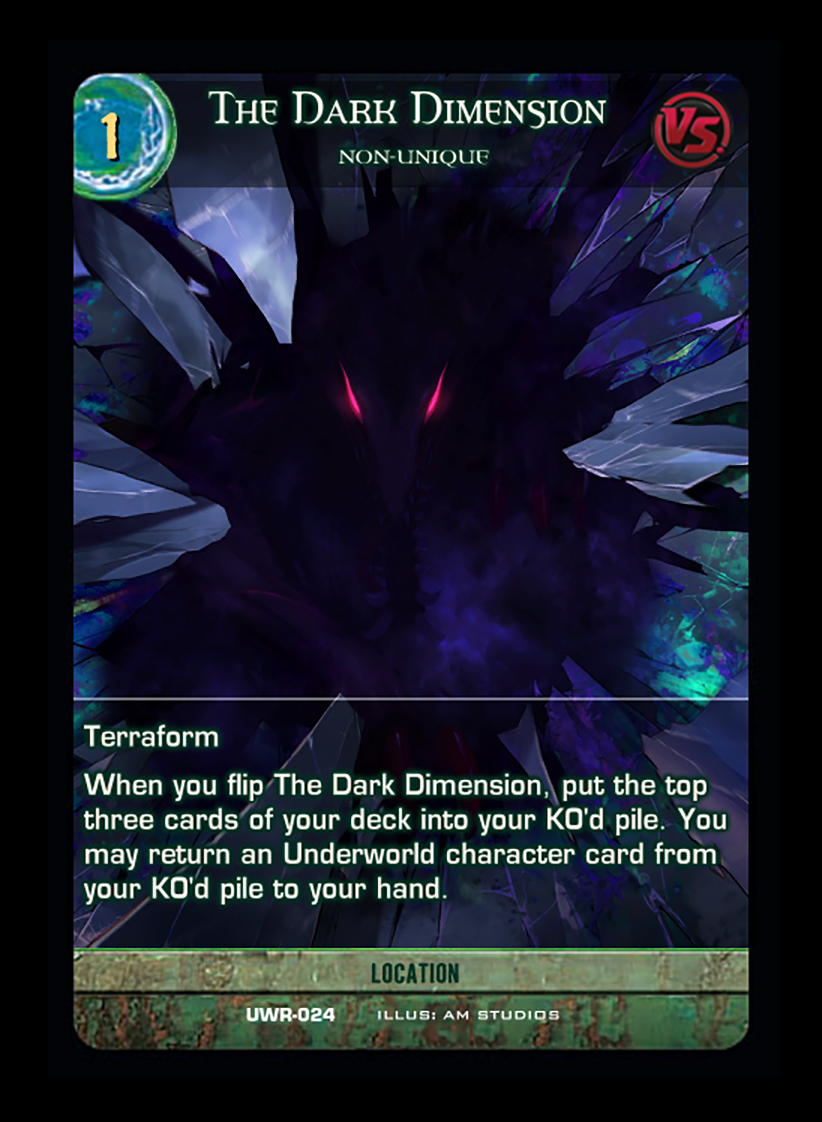 1
The Dark Dimension
VS.
NON-UNIQUE
Terraform
When you flip The Dark Dimension, put the top
three cards of your deck into your KO'd pile. You
may return an Underworld character card from
your KO'd pile to your hand.
LOCATION
UWR-024 ILLUS: AM STUDIOS